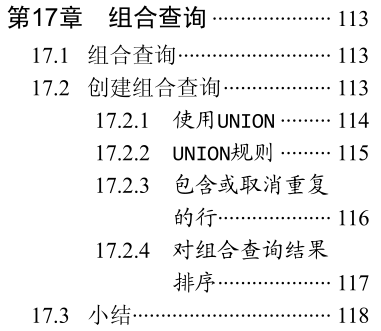 第17章 组合查询 ………………… 113
17.1 组合查询 ……………………… 113
17.2 创建组合查询 ………………… 113
17.2.1 使用UNION ……… 114
17.2.2 UNION规则 ……… 115
17.2.3 包含或取消重复
的行 ………………… 116
17.2.4 对组合查询结果
排序 ………………… 117
17.3 小结 …………………………… 118